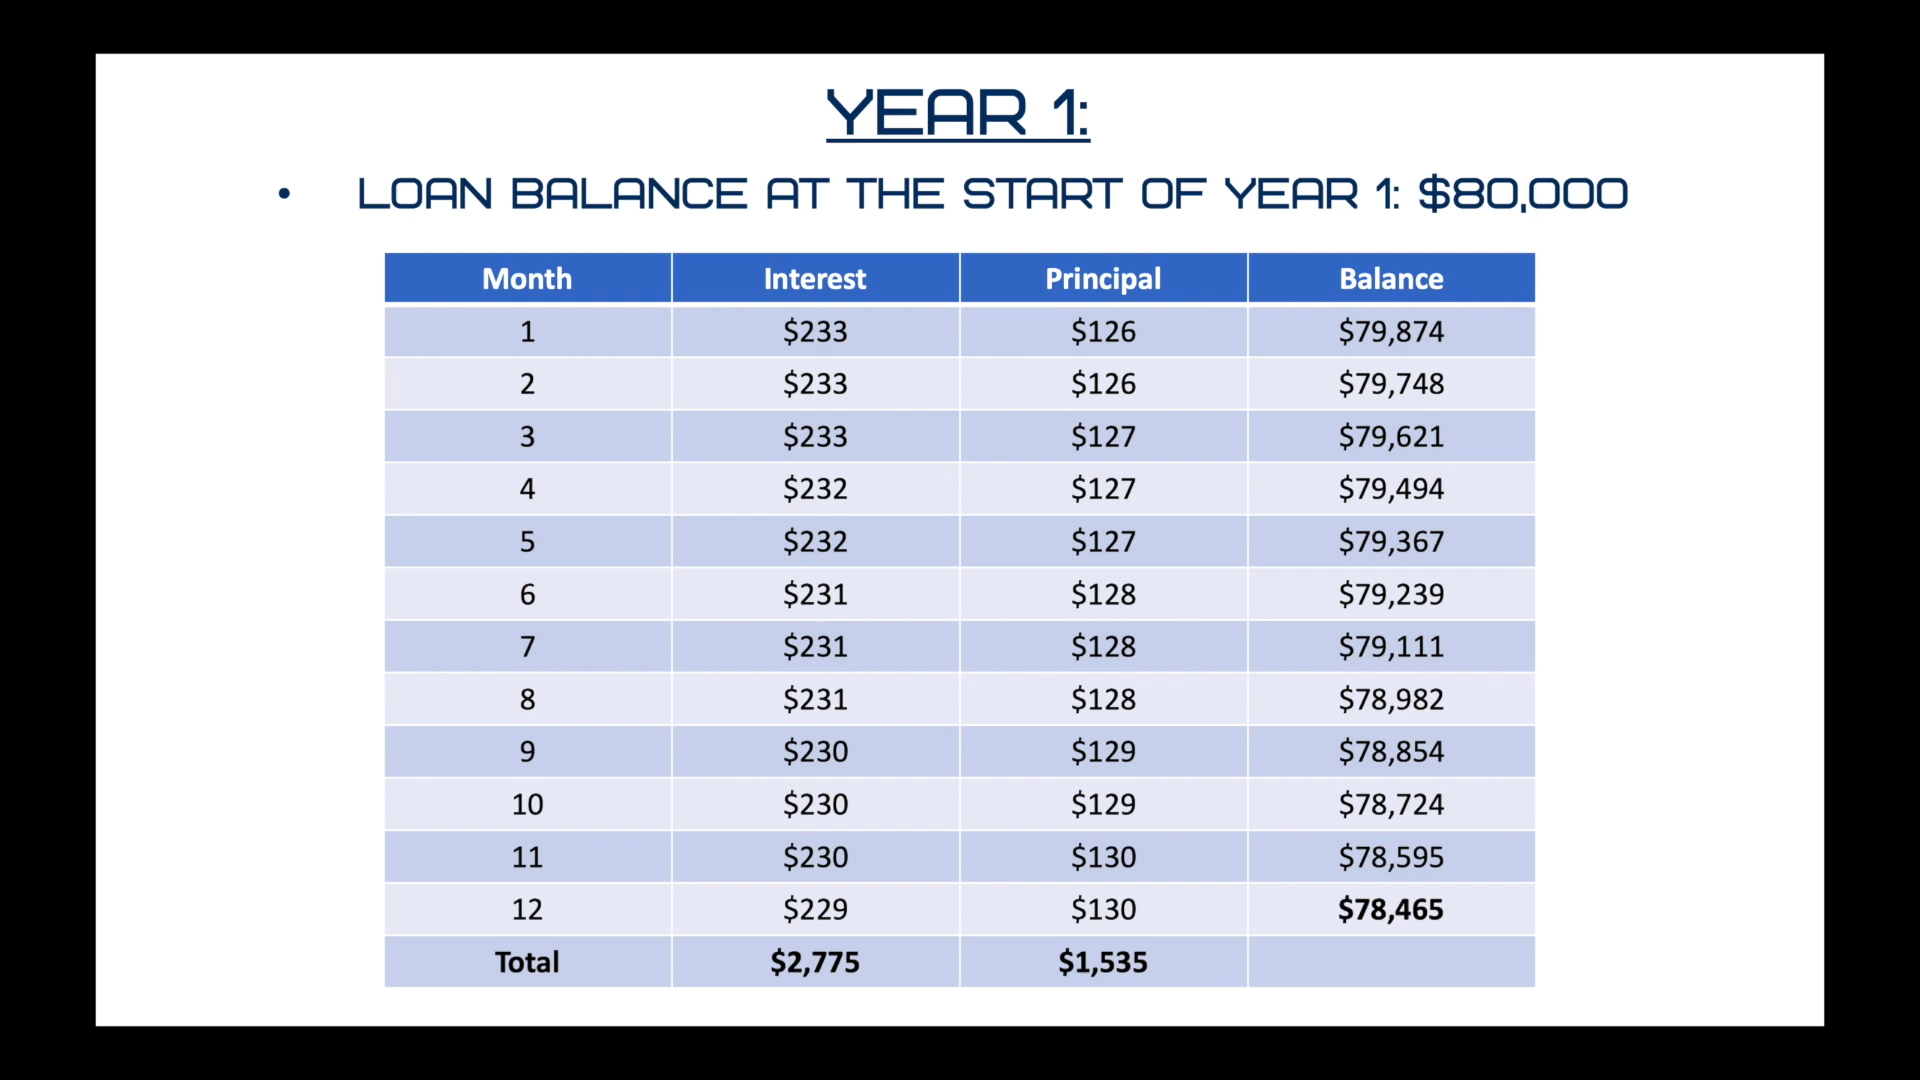 YEAR 1:
• LOAN BALANCE AT THE START OF YEAR 1: $80,000
Month Interest Principal Balance
1 $233 $126 $79,874
2 $233 $126 $79,748
3 $233 $127 $79,621
4 $232 $127 $79,494
5 $232 $127 $79,367
6 $231 $128 $79,239
7 $231 $128 $79,111
8 $231 $128 $78,982
9 $230 $129 $78,854
10 $230 $129 $78,724
11 $230 $130 $78,595
12 $229 $130 $78,465
Total $2,775 $1,535